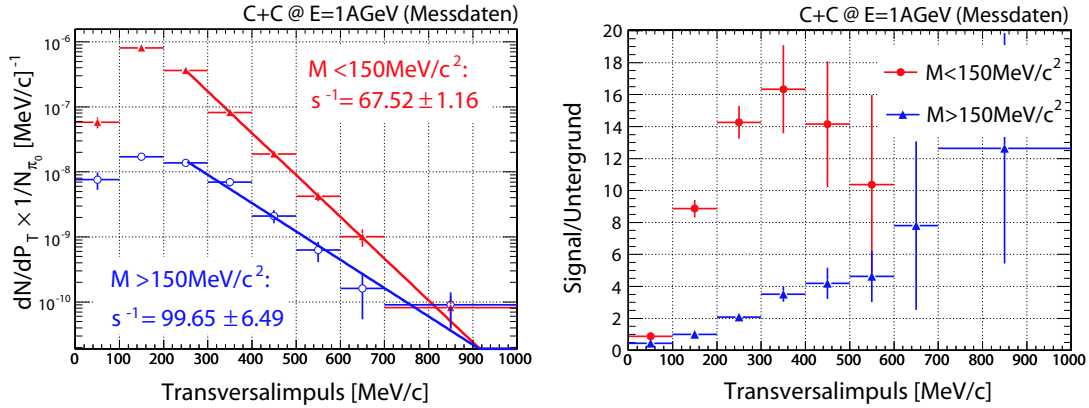 C+C @ E=1AGeV (Messdaten)
dN/dP_T × 1/N_π₀ [MeV/c]⁻¹
10⁻⁶
10⁻⁷
10⁻⁸
10⁻⁹
10⁻¹⁰
M <150MeV/c²:
s⁻¹= 67.52 ±1.16
M >150MeV/c²:
s⁻¹= 99.65 ±6.49
0 100 200 300 400 500 600 700 800 900 1000
Transversalimpuls [MeV/c]
C+C @ E=1AGeV (Messdaten)
Signal/Untergrund
20
18
16
14
12
10
8
6
4
2
0
M<150MeV/c²
M>150MeV/c²
0 100 200 300 400 500 600 700 800 900 1000
Transversalimpuls [MeV/c]